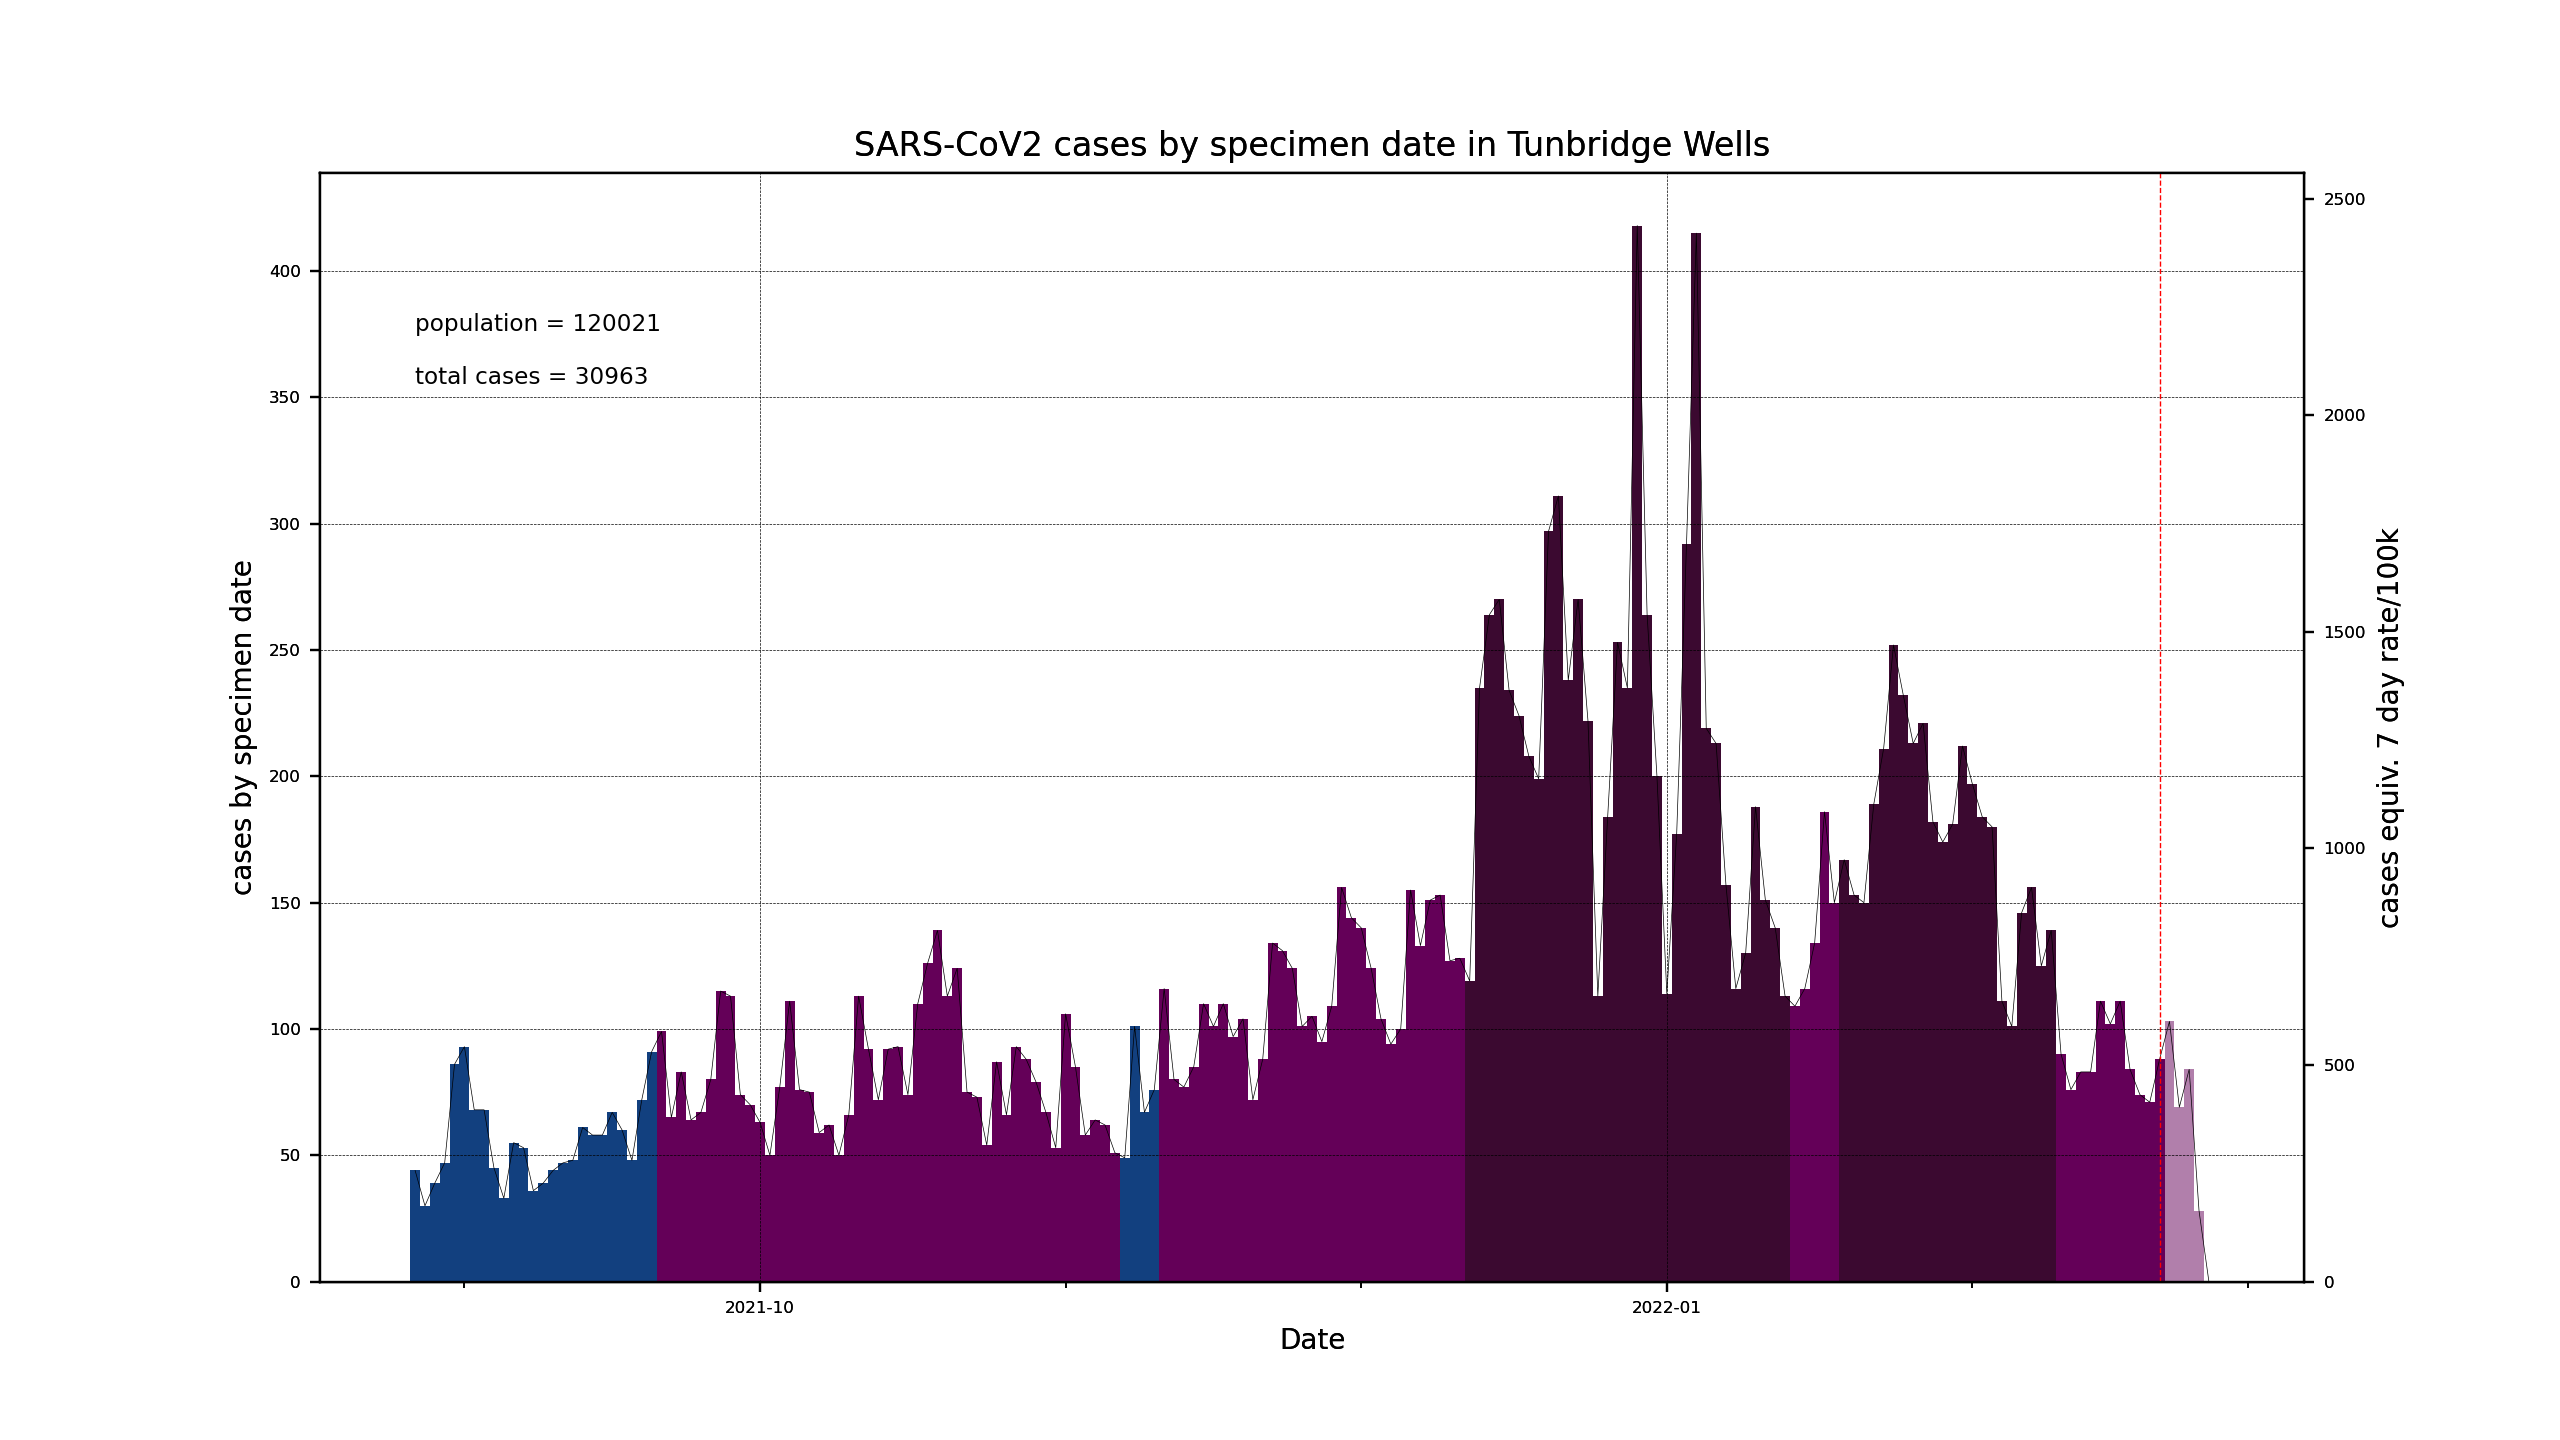 SARS-CoV2 cases by specimen date in Tunbridge Wells
population = 120021
total cases = 30963
cases by specimen date
400
350
300
250
200
150
100
50
0
2500
2000
1500
1000
500
0
cases equiv. 7 day rate/100k
2021-10
2022-01
Date